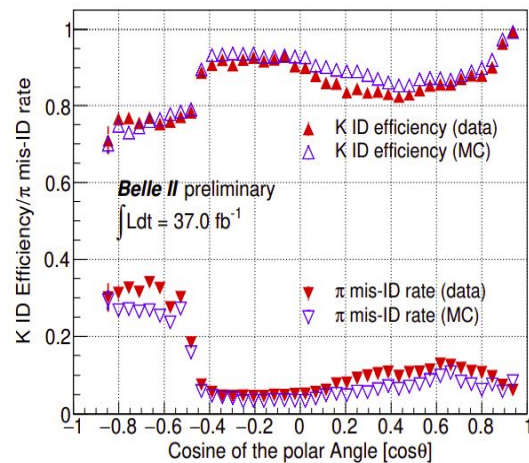 K ID Efficiency/π mis-ID rate
1
0.8
0.6
0.4
0.2
0
K ID efficiency (data)
K ID efficiency (MC)
Belle II preliminary
∫Ldt = 37.0 fb⁻¹
π mis-ID rate (data)
π mis-ID rate (MC)
−1 −0.8 −0.6 −0.4 −0.2 0 0.2 0.4 0.6 0.8 1
Cosine of the polar Angle [cosθ]